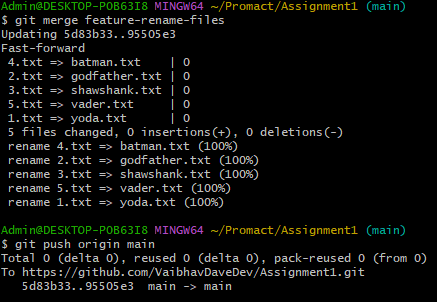 Admin@DESKTOP-POB63I8 MINGW64 ~/Promact/Assignment1 (main)
$ git merge feature-rename-files
Updating 5d83b33..95505e3
Fast-forward
 4.txt => batman.txt    | 0
 2.txt => godfather.txt | 0
 3.txt => shawshank.txt | 0
 5.txt => vader.txt     | 0
 1.txt => yoda.txt      | 0
 5 files changed, 0 insertions(+), 0 deletions(-)
 rename 4.txt => batman.txt (100%)
 rename 2.txt => godfather.txt (100%)
 rename 3.txt => shawshank.txt (100%)
 rename 5.txt => vader.txt (100%)
 rename 1.txt => yoda.txt (100%)
Admin@DESKTOP-POB63I8 MINGW64 ~/Promact/Assignment1 (main)
$ git push origin main
Total 0 (delta 0), reused 0 (delta 0), pack-reused 0 (from 0)
To https://github.com/VaibhavDaveDev/Assignment1.git
   5d83b33..95505e3  main -> main